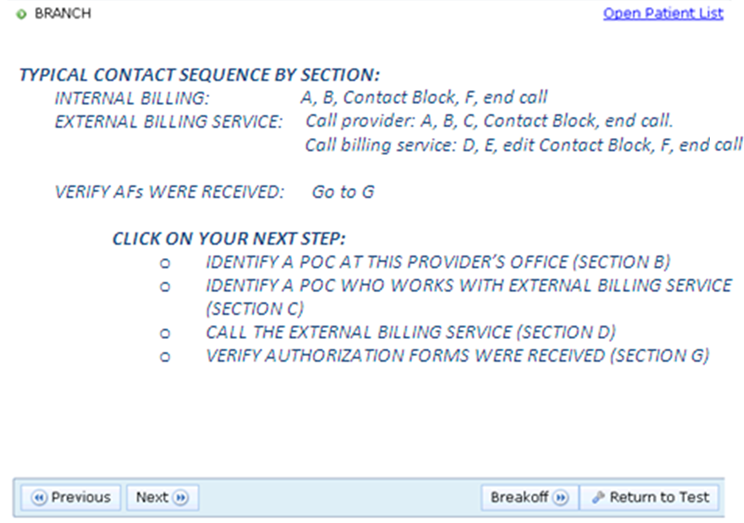 BRANCH
Open Patient List
TYPICAL CONTACT SEQUENCE BY SECTION:
INTERNAL BILLING: A, B, Contact Block, F, end call
EXTERNAL BILLING SERVICE: Call provider: A, B, C, Contact Block, end call.
Call billing service: D, E, edit Contact Block, F, end call
VERIFY AFs WERE RECEIVED: Go to G
CLICK ON YOUR NEXT STEP:
o IDENTIFY A POC AT THIS PROVIDER’S OFFICE (SECTION B)
o IDENTIFY A POC WHO WORKS WITH EXTERNAL BILLING SERVICE
(SECTION C)
o CALL THE EXTERNAL BILLING SERVICE (SECTION D)
o VERIFY AUTHORIZATION FORMS WERE RECEIVED (SECTION G)
Previous Next Breakoff Return to Test